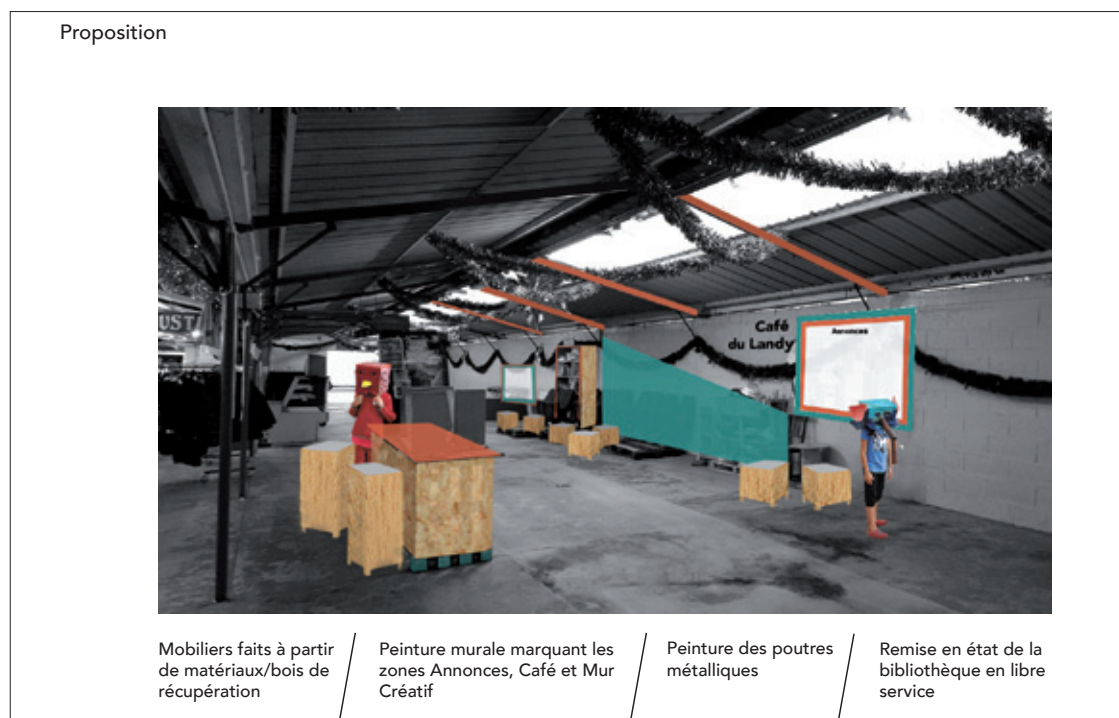 Proposition
UST
Café
du Landy
Annonces
Mobiliers faits à partir
de matériaux/bois de
récupération
Peinture murale marquant les
zones Annonces, Café et Mur
Créatif
Peinture des poutres
métalliques
Remise en état de la
bibliothèque en libre
service